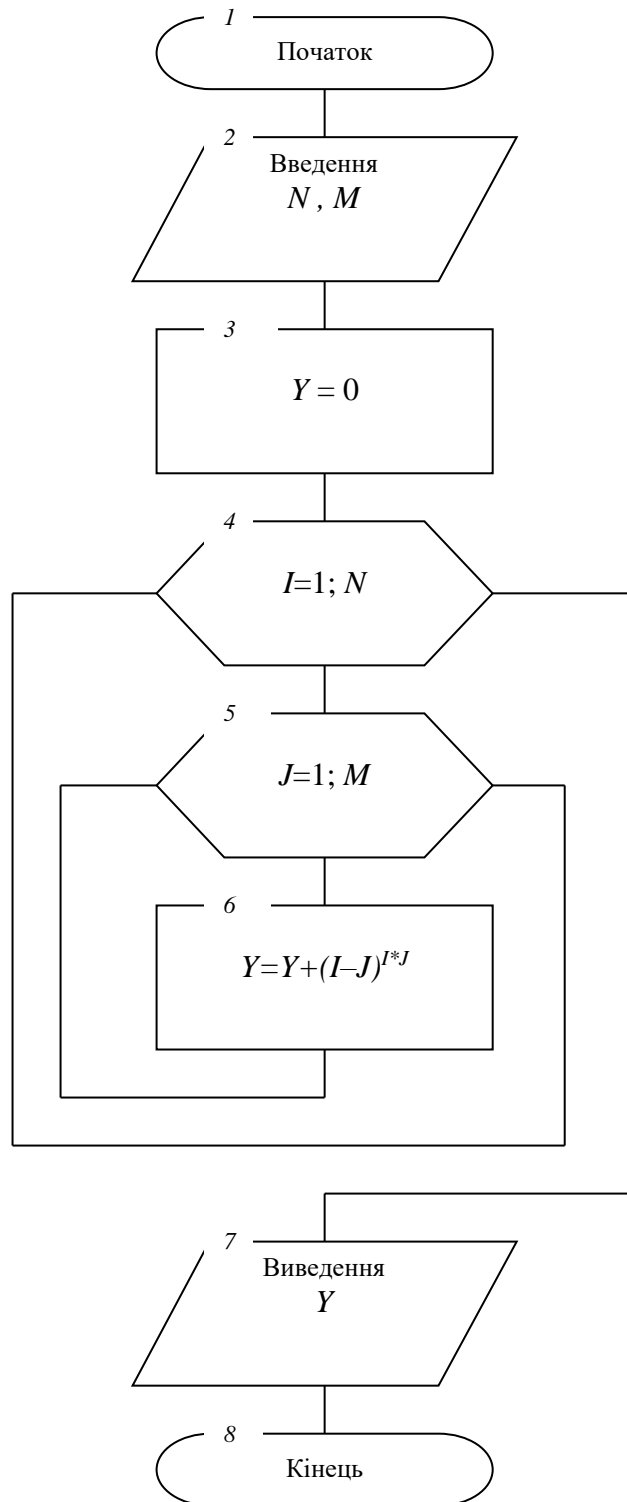 1
Початок
2
Введення
N , M
3
Y = 0
4
I=1; N
5
J=1; M
6
Y=Y+(I–J)^{I*J}
7
Виведення
Y
8
Кінець